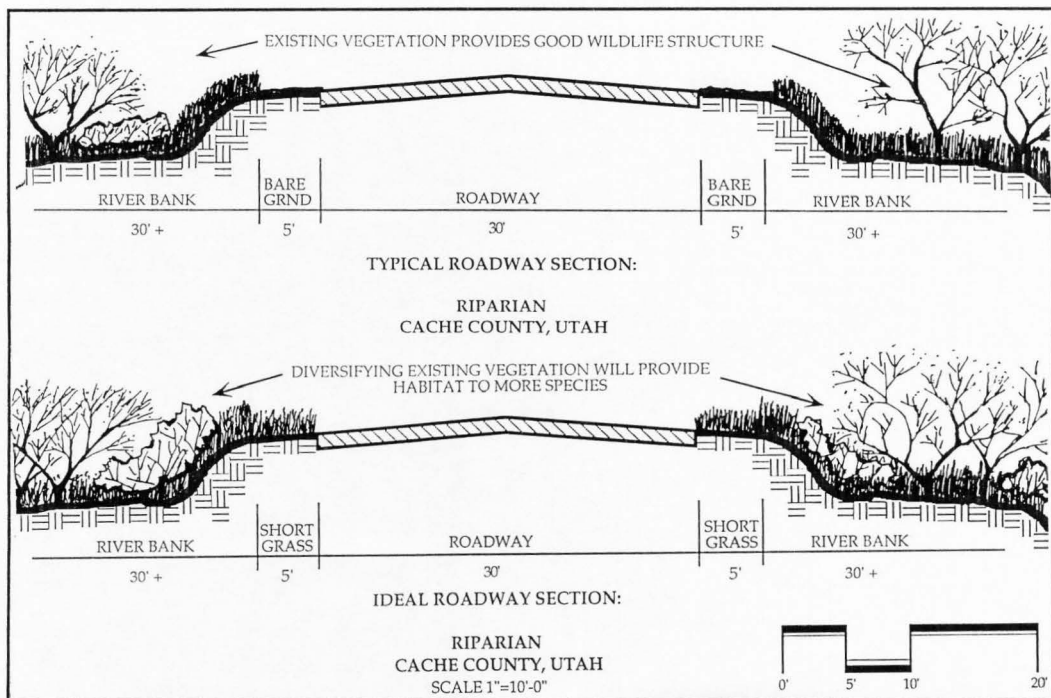 EXISTING VEGETATION PROVIDES GOOD WILDLIFE STRUCTURE
BARE
GRND
BARE
GRND
RIVER BANK
ROADWAY
RIVER BANK
30' +
5'
30'
5'
30' +
TYPICAL ROADWAY SECTION:
RIPARIAN
CACHE COUNTY, UTAH
DIVERSIFYING EXISTING VEGETATION WILL PROVIDE
HABITAT TO MORE SPECIES
SHORT
GRASS
SHORT
GRASS
RIVER BANK
ROADWAY
RIVER BANK
30' +
5'
30'
5'
30' +
IDEAL ROADWAY SECTION:
RIPARIAN
CACHE COUNTY, UTAH
SCALE 1"=10'-0"
0'
5'
10'
20'